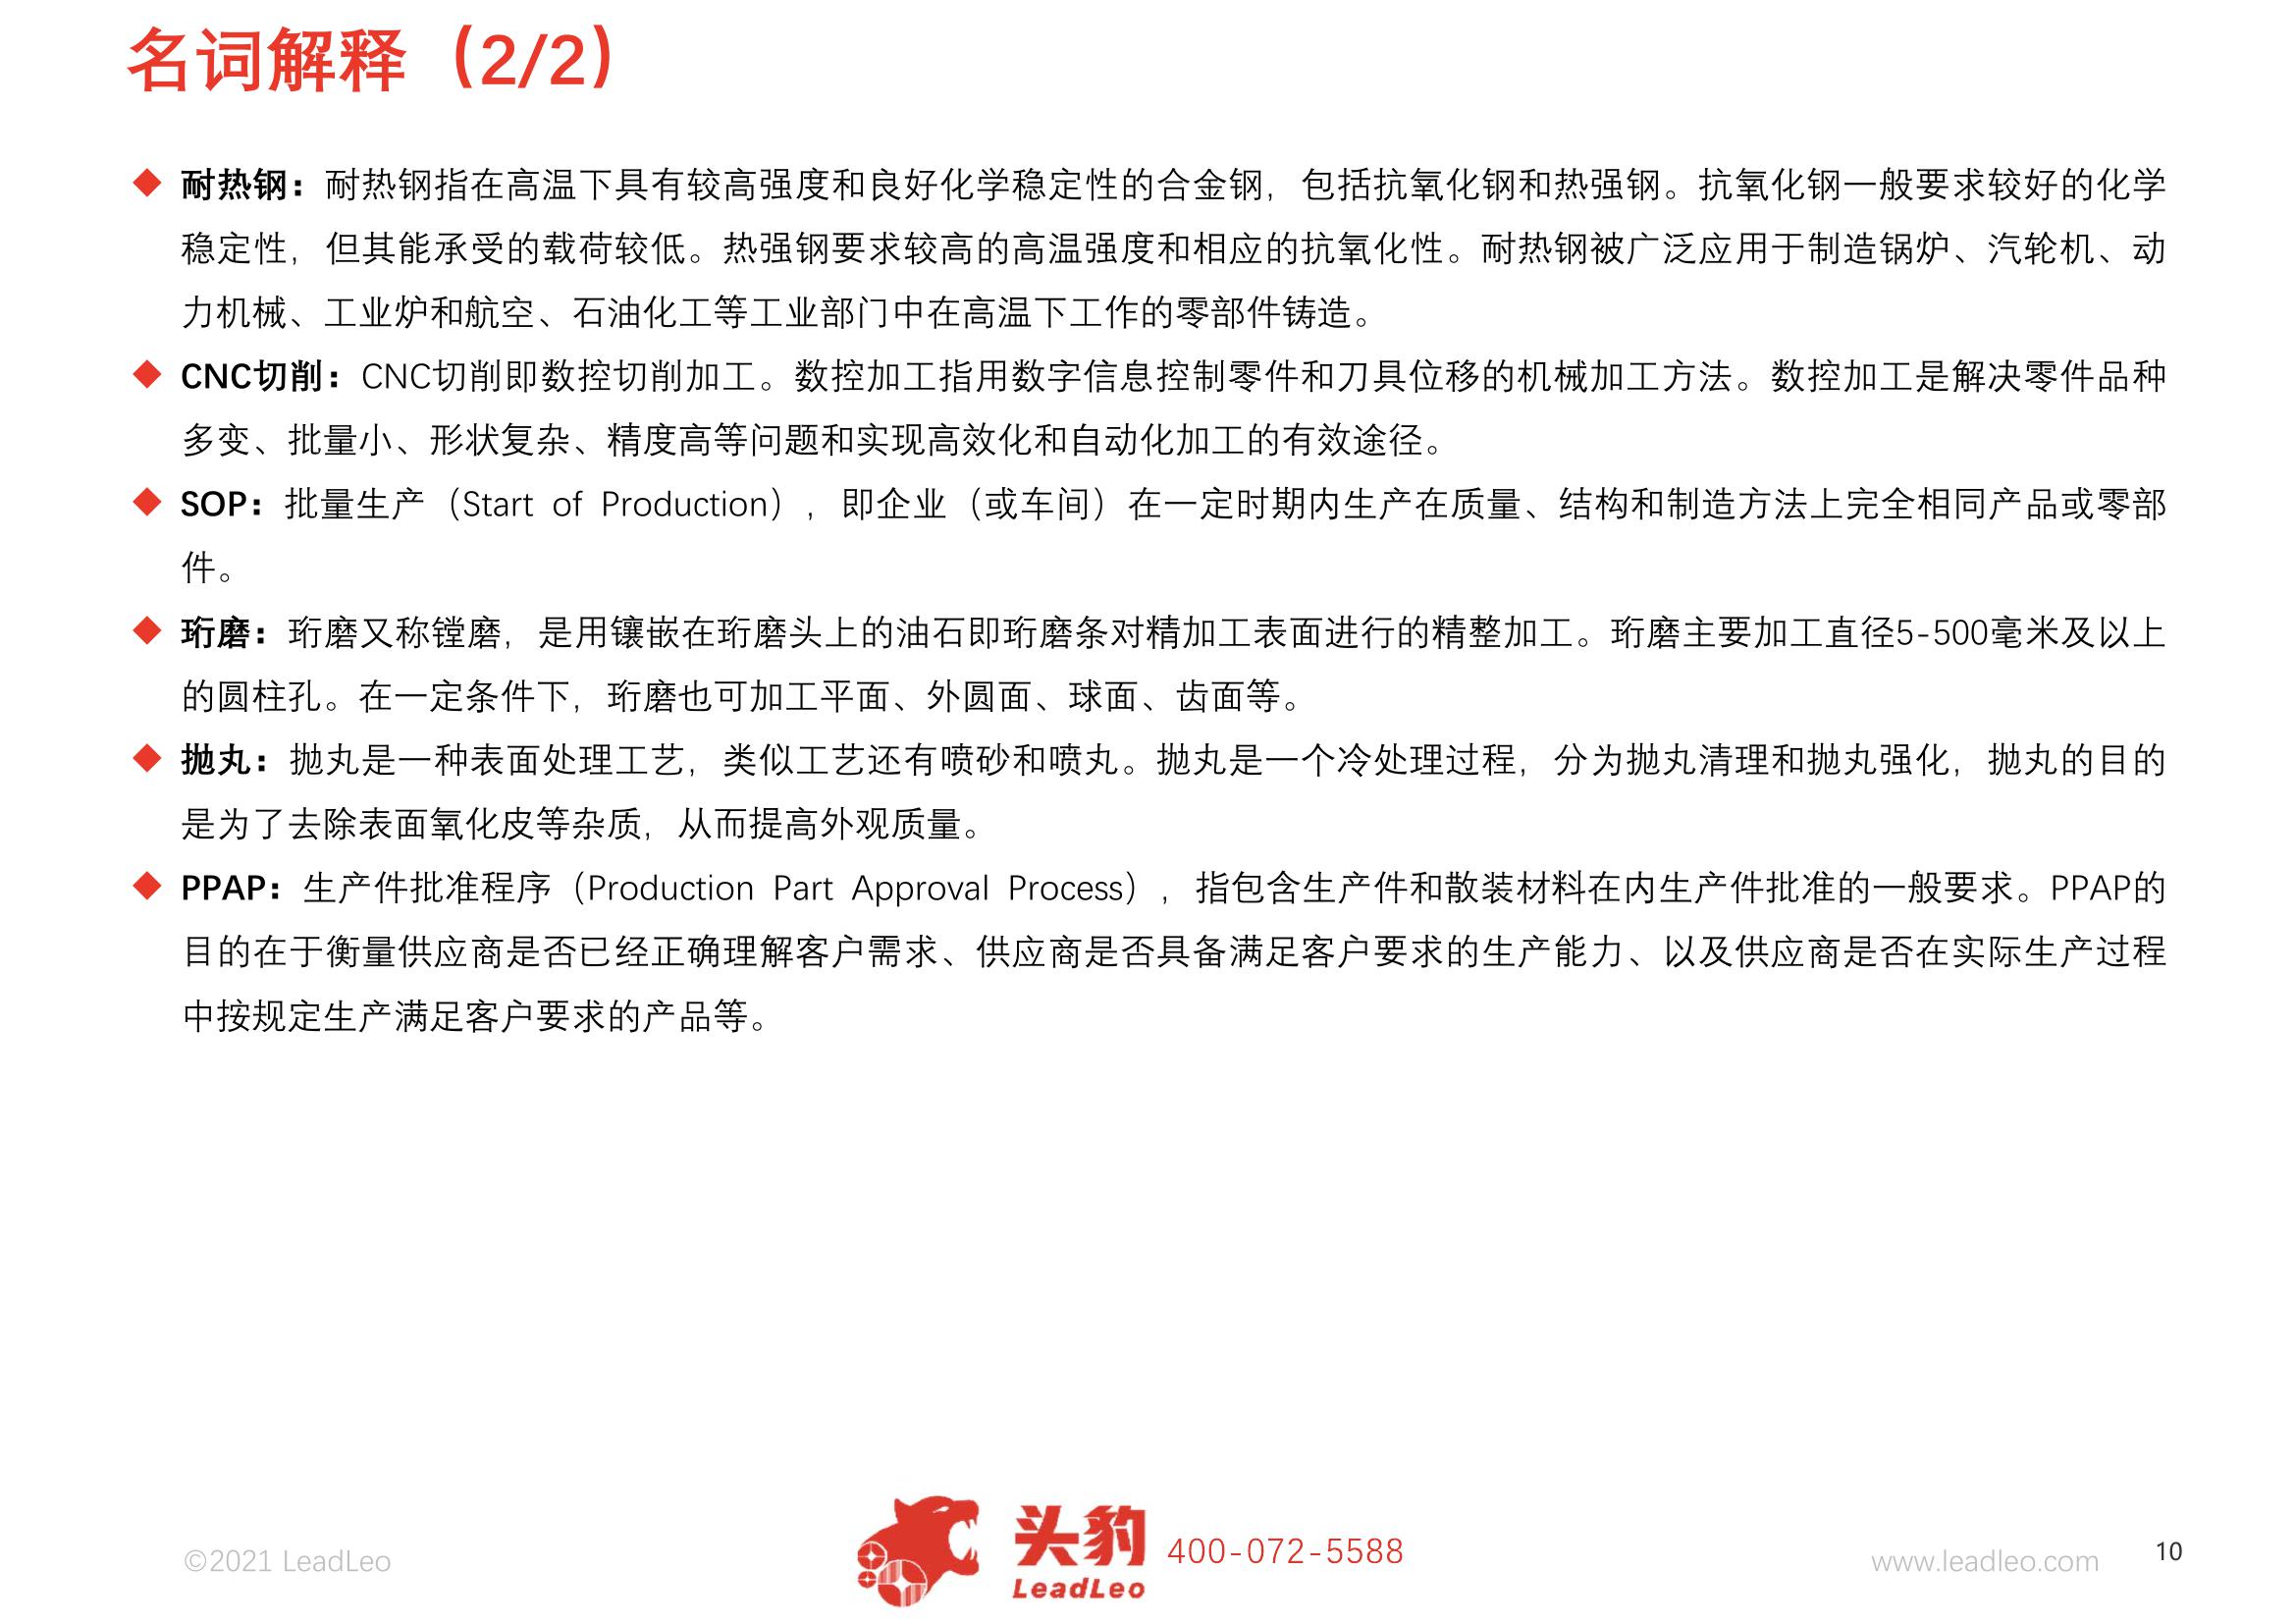 名词解释（2/2）
耐热钢：耐热钢指在高温下具有较高强度和良好化学稳定性的合金钢，包括抗氧化钢和热强钢。抗氧化钢一般要求较好的化学
稳定性，但其能承受的载荷较低。热强钢要求较高的高温强度和相应的抗氧化性。耐热钢被广泛应用于制造锅炉、汽轮机、动
力机械、工业炉和航空、石油化工等工业部门中在高温下工作的零部件铸造。
CNC切削：CNC切削即数控切削加工。数控加工指用数字信息控制零件和刀具位移的机械加工方法。数控加工是解决零件品种
多变、批量小、形状复杂、精度高等问题和实现高效化和自动化加工的有效途径。
SOP：批量生产（Start of Production），即企业（或车间）在一定时期内生产在质量、结构和制造方法上完全相同产品或零部
件。
珩磨：珩磨又称镗磨，是用镶嵌在珩磨头上的油石即珩磨条对精加工表面进行的精整加工。珩磨主要加工直径5-500毫米及以上
的圆柱孔。在一定条件下，珩磨也可加工平面、外圆面、球面、齿面等。
抛丸：抛丸是一种表面处理工艺，类似工艺还有喷砂和喷丸。抛丸是一个冷处理过程，分为抛丸清理和抛丸强化，抛丸的目的
是为了去除表面氧化皮等杂质，从而提高外观质量。
PPAP：生产件批准程序（Production Part Approval Process），指包含生产件和散装材料在内生产件批准的一般要求。PPAP的
目的在于衡量供应商是否已经正确理解客户需求、供应商是否具备满足客户要求的生产能力、以及供应商是否在实际生产过程
中按规定生产满足客户要求的产品等。
©2021 LeadLeo
头豹
LeadLeo
400-072-5588
www.leadleo.com
10